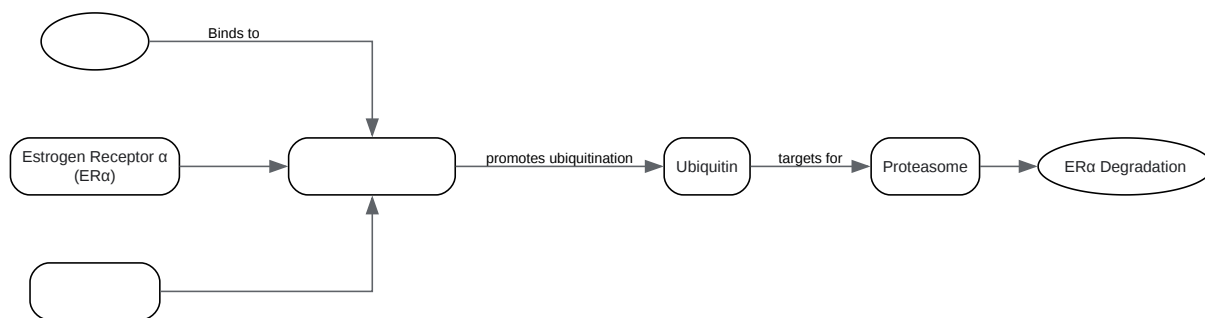 Binds to
Estrogen Receptor α
(ERα)
promotes ubiquitination
Ubiquitin
targets for
Proteasome
ERα Degradation